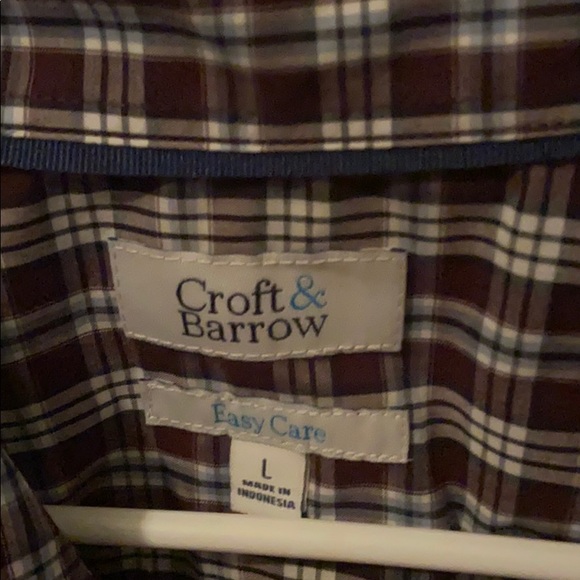 Croft &
Barrow
Easy Care
L
MADE IN
INDONESIA